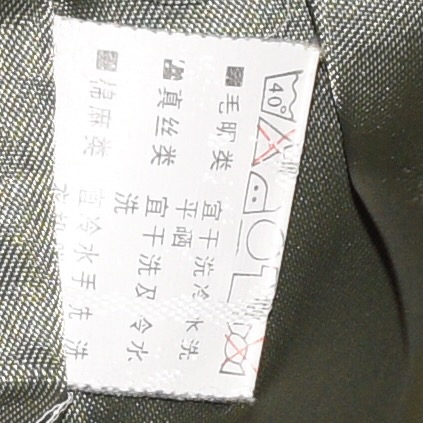 40°
毛呢类 宜干洗冷水洗
平晒
真丝类 宜干洗及冷水
洗
棉麻类 宜冷水手洗